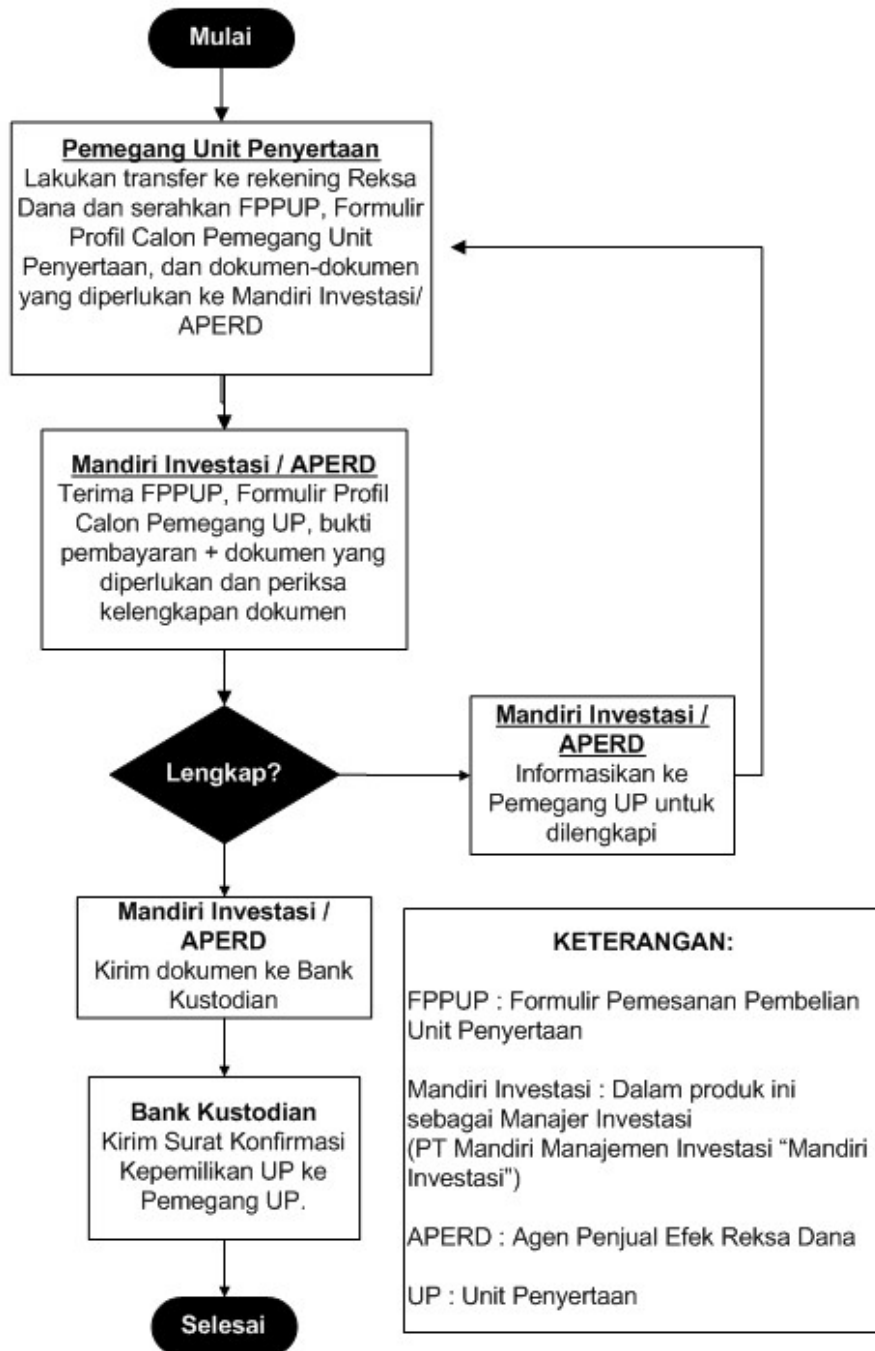 Mulai
Pemegang Unit Penyertaan
Lakukan transfer ke rekening Reksa
Dana dan serahkan FPPUP, Formulir
Profil Calon Pemegang Unit
Penyertaan, dan dokumen-dokumen
yang diperlukan ke Mandiri Investasi/
APERD
Mandiri Investasi / APERD
Terima FPPUP, Formulir Profil
Calon Pemegang UP, bukti
pembayaran + dokumen yang
diperlukan dan periksa
kelengkapan dokumen
Lengkap?
Mandiri Investasi /
APERD
Informasikan ke
Pemegang UP untuk
dilengkapi
Mandiri Investasi /
APERD
Kirim dokumen ke Bank
Kustodian
Bank Kustodian
Kirim Surat Konfirmasi
Kepemilikan UP ke
Pemegang UP.
Selesai
KETERANGAN:
FPPUP : Formulir Pemesanan Pembelian
Unit Penyertaan
Mandiri Investasi : Dalam produk ini
sebagai Manajer Investasi
(PT Mandiri Manajemen Investasi “Mandiri
Investasi”)
APERD : Agen Penjual Efek Reksa Dana
UP : Unit Penyertaan